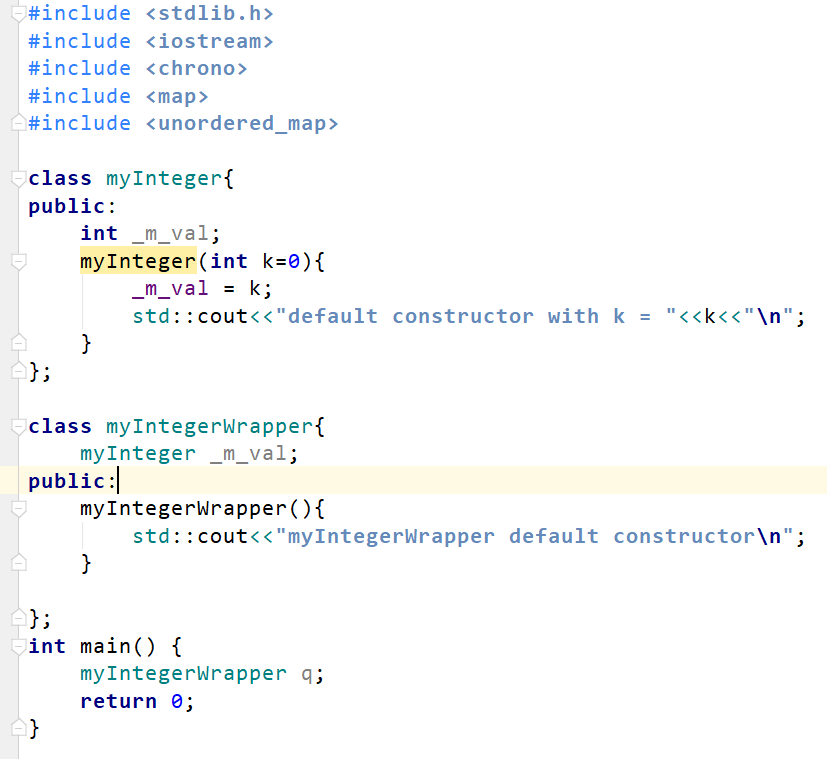 #include <stdlib.h>
#include <iostream>
#include <chrono>
#include <map>
#include <unordered_map>
class myInteger{
public:
int _m_val;
myInteger(int k=0){
_m_val = k;
std::cout<<"default constructor with k = "<<k<<"\n";
}
};
class myIntegerWrapper{
myInteger _m_val;
public:
myIntegerWrapper(){
std::cout<<"myIntegerWrapper default constructor\n";
}
};
int main() {
myIntegerWrapper q;
return 0;
}